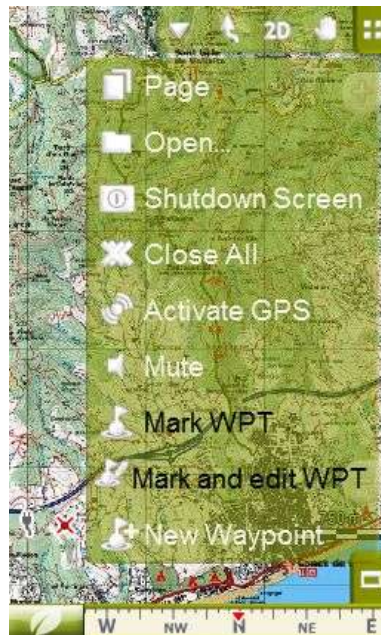 2D
Page
Open...
Shutdown Screen
Close All
Activate GPS
Mute
Mark WPT
Mark and edit WPT
New Waypoint
750 m
W NW N NE E